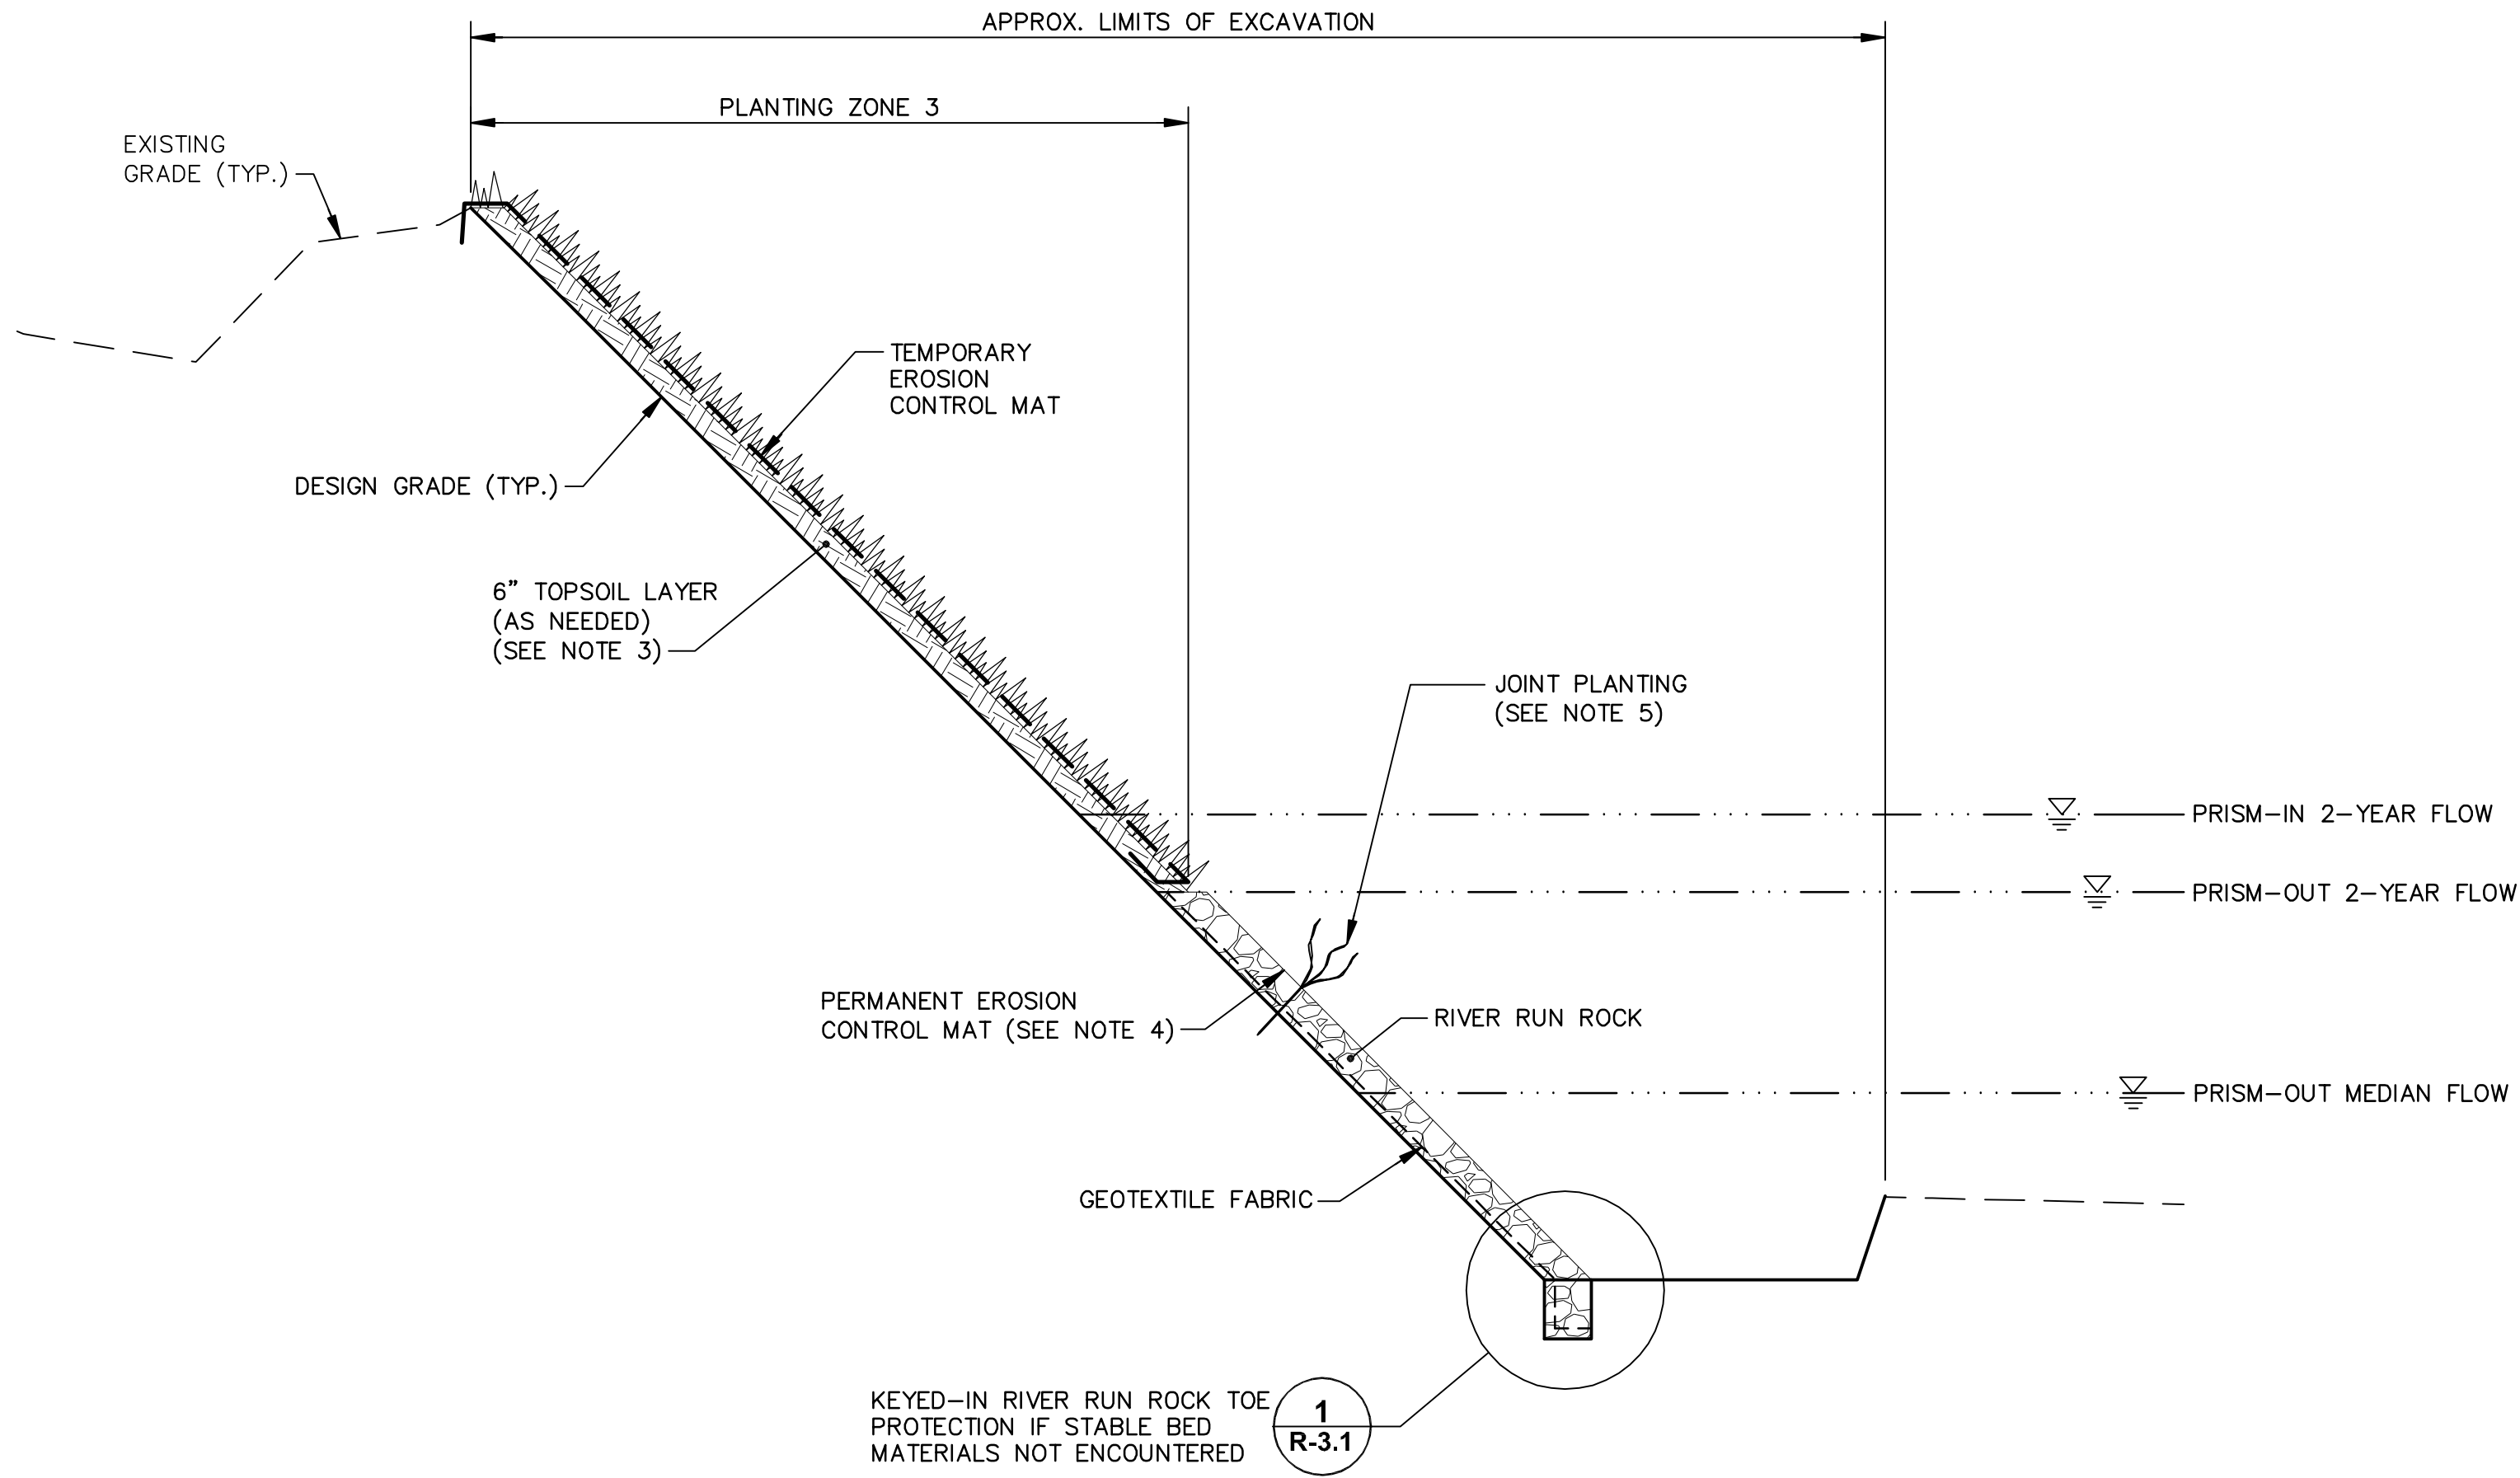 APPROX. LIMITS OF EXCAVATION
PLANTING ZONE 3
EXISTING
GRADE (TYP.)
TEMPORARY
EROSION
CONTROL MAT
DESIGN GRADE (TYP.)
6" TOPSOIL LAYER
(AS NEEDED)
(SEE NOTE 3)
JOINT PLANTING
(SEE NOTE 5)
PRISM-IN 2-YEAR FLOW
PRISM-OUT 2-YEAR FLOW
PERMANENT EROSION
CONTROL MAT (SEE NOTE 4)
RIVER RUN ROCK
PRISM-OUT MEDIAN FLOW
GEOTEXTILE FABRIC
KEYED-IN RIVER RUN ROCK TOE
PROTECTION IF STABLE BED
MATERIALS NOT ENCOUNTERED
1
R-3.1